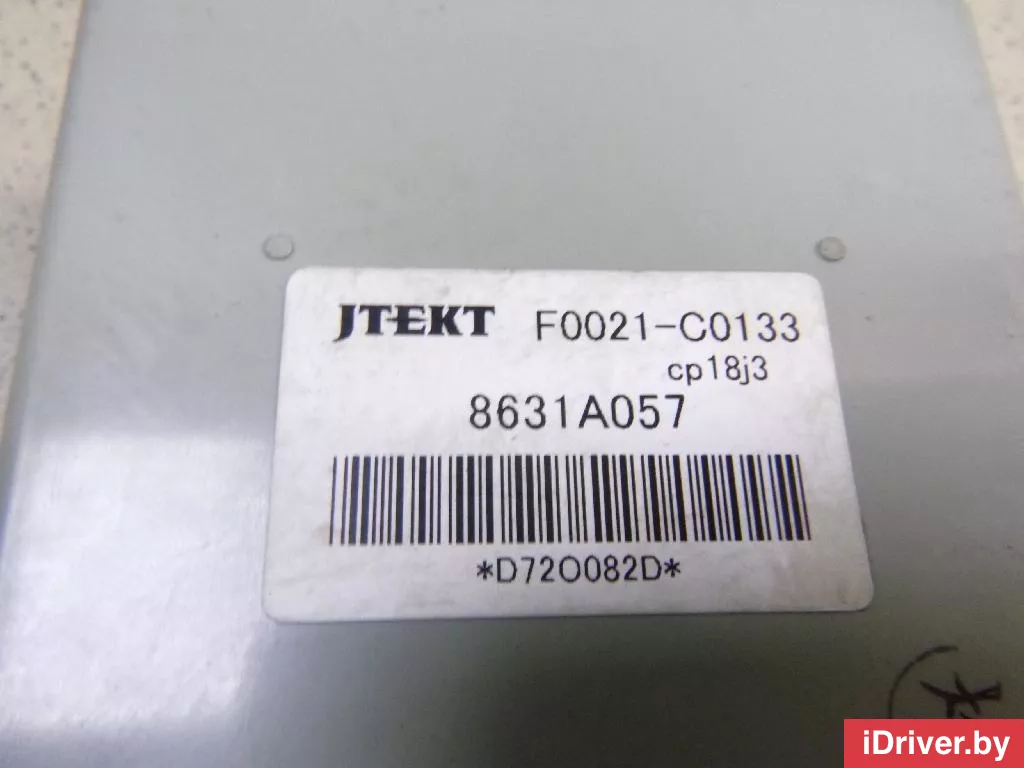 JTEKT F0021-C0133
cp18j3
8631A057
*D72O082D*
iDriver.by